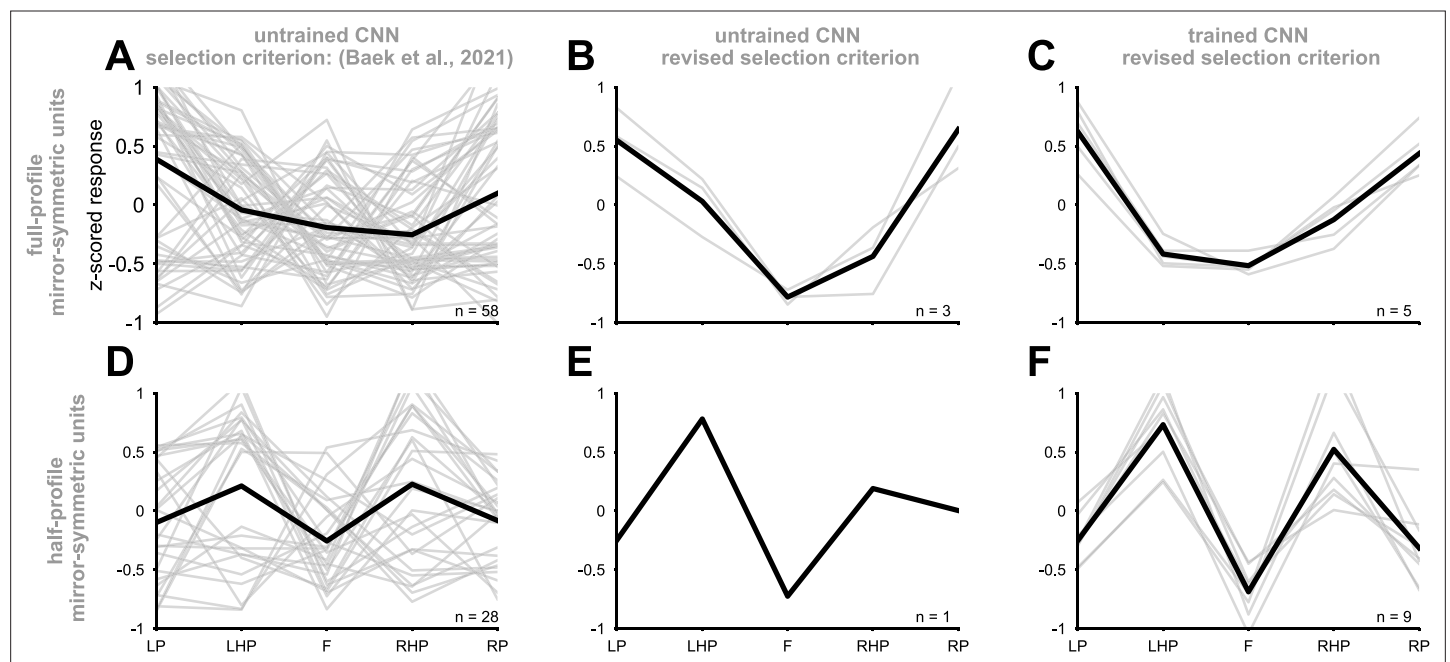 untrained CNN
selection criterion: (Baek et al., 2021)
untrained CNN
revised selection criterion
trained CNN
revised selection criterion
full-profile
mirror-symmetric units
A
z-scored response
1
0.5
0
-0.5
-1
n = 58
B
1
0.5
0
-0.5
-1
n = 3
C
1
0.5
0
-0.5
-1
n = 5
half-profile
mirror-symmetric units
D
1
0.5
0
-0.5
-1
n = 28
LP LHP F RHP RP
E
1
0.5
0
-0.5
-1
n = 1
LP LHP F RHP RP
F
1
0.5
0
-0.5
-1
n = 9
LP LHP F RHP RP